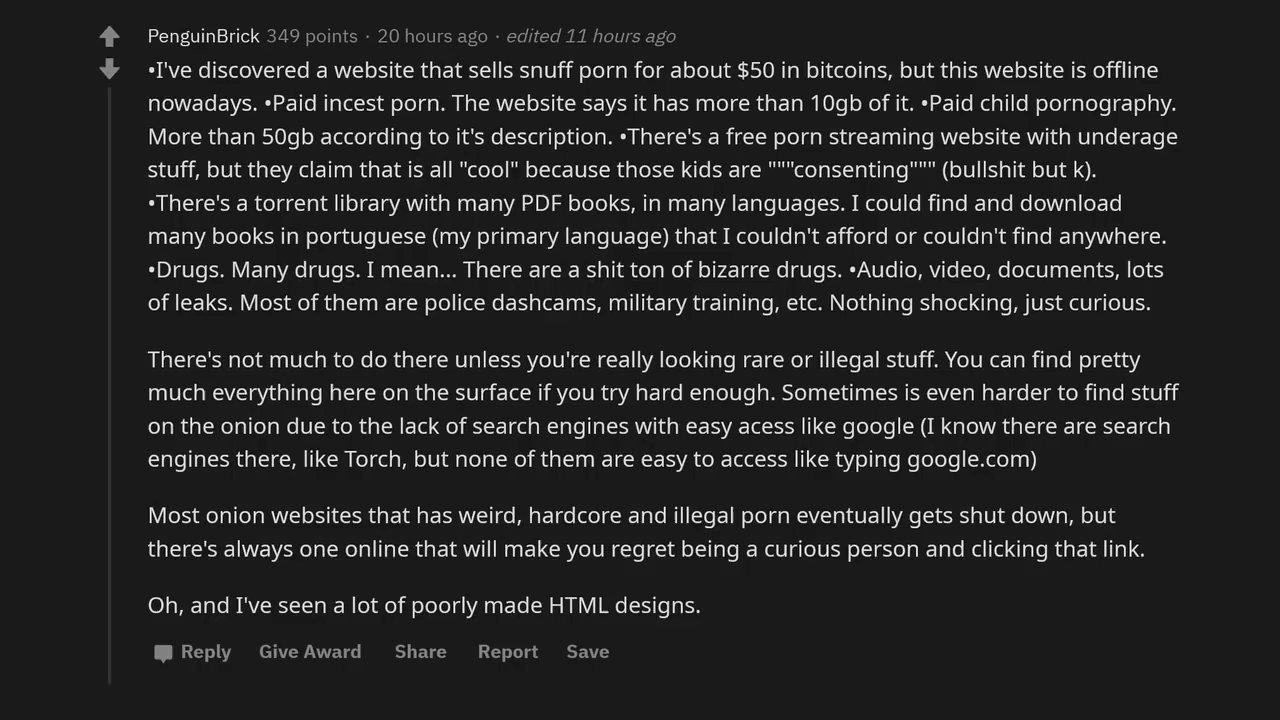 PenguinBrick 349 points · 20 hours ago · edited 11 hours ago
•I've discovered a website that sells snuff porn for about $50 in bitcoins, but this website is offline
nowadays. •Paid incest porn. The website says it has more than 10gb of it. •Paid child pornography.
More than 50gb according to it's description. •There's a free porn streaming website with underage
stuff, but they claim that is all "cool" because those kids are """consenting""" (bullshit but k).
•There's a torrent library with many PDF books, in many languages. I could find and download
many books in portuguese (my primary language) that I couldn't afford or couldn't find anywhere.
•Drugs. Many drugs. I mean... There are a shit ton of bizarre drugs. •Audio, video, documents, lots
of leaks. Most of them are police dashcams, military training, etc. Nothing shocking, just curious.
There's not much to do there unless you're really looking rare or illegal stuff. You can find pretty
much everything here on the surface if you try hard enough. Sometimes is even harder to find stuff
on the onion due to the lack of search engines with easy acess like google (I know there are search
engines there, like Torch, but none of them are easy to access like typing google.com)
Most onion websites that has weird, hardcore and illegal porn eventually gets shut down, but
there's always one online that will make you regret being a curious person and clicking that link.
Oh, and I've seen a lot of poorly made HTML designs.
Reply Give Award Share Report Save